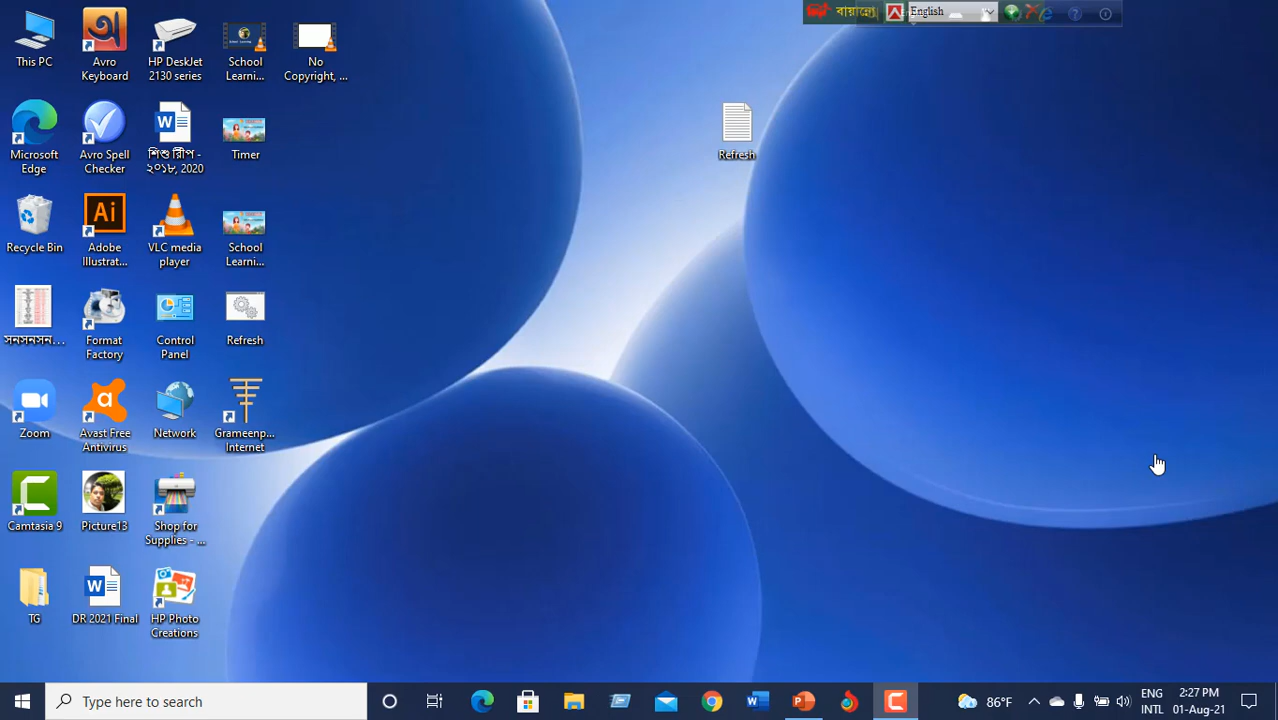 বায়ান্নো English
This PC
Avro
Keyboard
HP DeskJet
2130 series
School
Learni...
No
Copyright, ...
Microsoft
Edge
Avro Spell
Checker
২০১৮, 2020
Timer
Refresh
Recycle Bin
Adobe
Illustrat...
VLC media
player
School
Learni...
Format
Factory
Control
Panel
Refresh
Zoom
Avast Free
Antivirus
Network
Grameenp...
Internet
Camtasia 9
Picture13
Shop for
Supplies - ...
TG
DR 2021 Final
HP Photo
Creations
Type here to search
86°F
ENG
INTL
2:27 PM
01-Aug-21